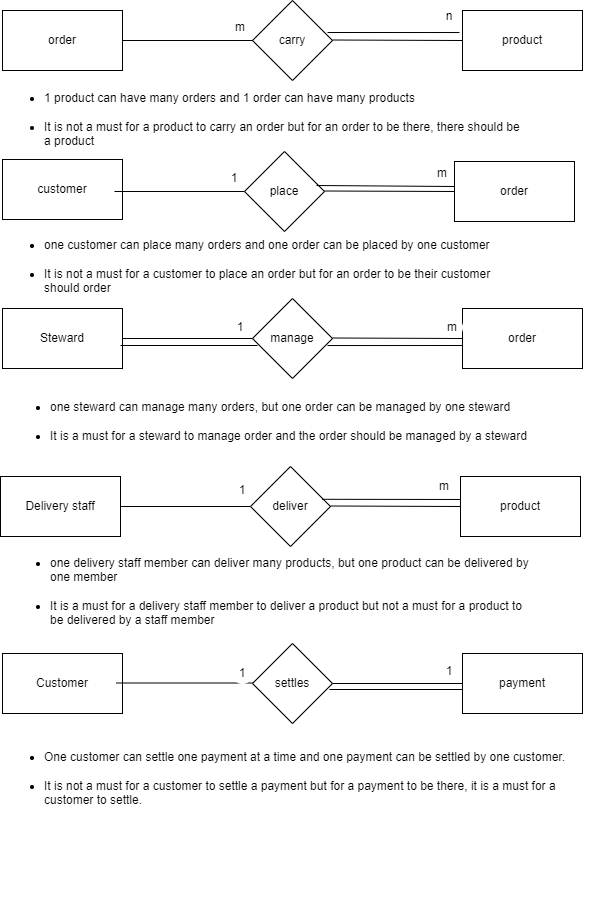 m
n
order
carry
product
1 product can have many orders and 1 order can have many products
It is not a must for a product to carry an order but for an order to be there, there should be
a product
1
m
customer
place
order
one customer can place many orders and one order can be placed by one customer
It is not a must for a customer to place an order but for an order to be their customer
should order
1
m
Steward
manage
order
one steward can manage many orders, but one order can be managed by one steward
It is a must for a steward to manage order and the order should be managed by a steward
1
m
Delivery staff
deliver
product
one delivery staff member can deliver many products, but one product can be delivered by
one member
It is a must for a delivery staff member to deliver a product but not a must for a product to
be delivered by a staff member
1
1
Customer
settles
payment
One customer can settle one payment at a time and one payment can be settled by one customer.
It is not a must for a customer to settle a payment but for a payment to be there, it is a must for a
customer to settle.